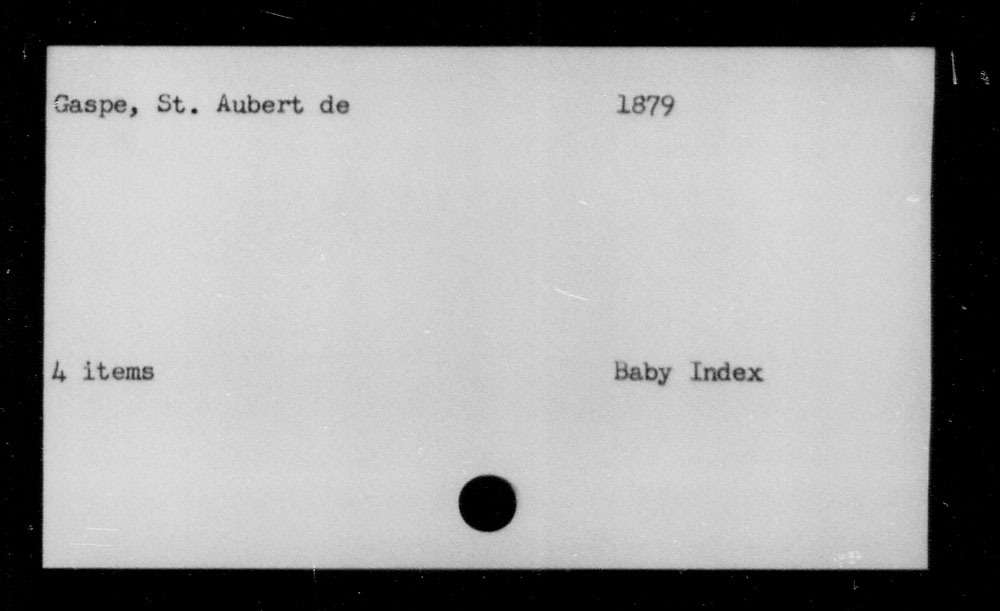 Gaspe, St. Aubert de 1879
4 items Baby Index